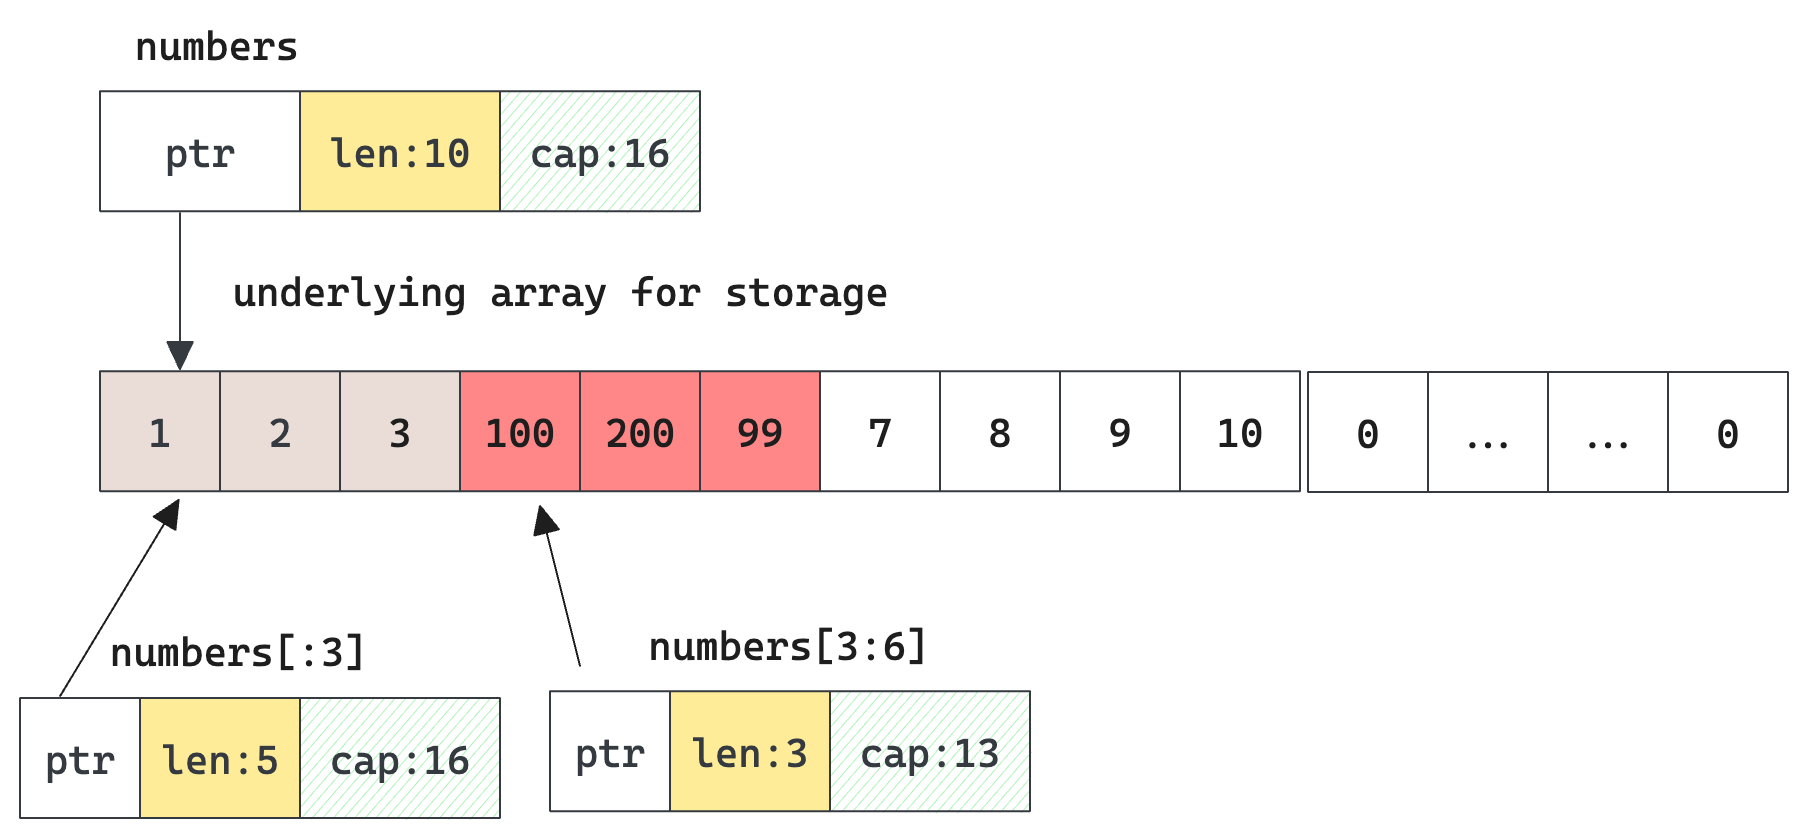 numbers
ptr len:10 cap:16
underlying array for storage
1 2 3 100 200 99 7 8 9 10 0 ... ... 0
numbers[:3]
ptr len:5 cap:16
numbers[3:6]
ptr len:3 cap:13